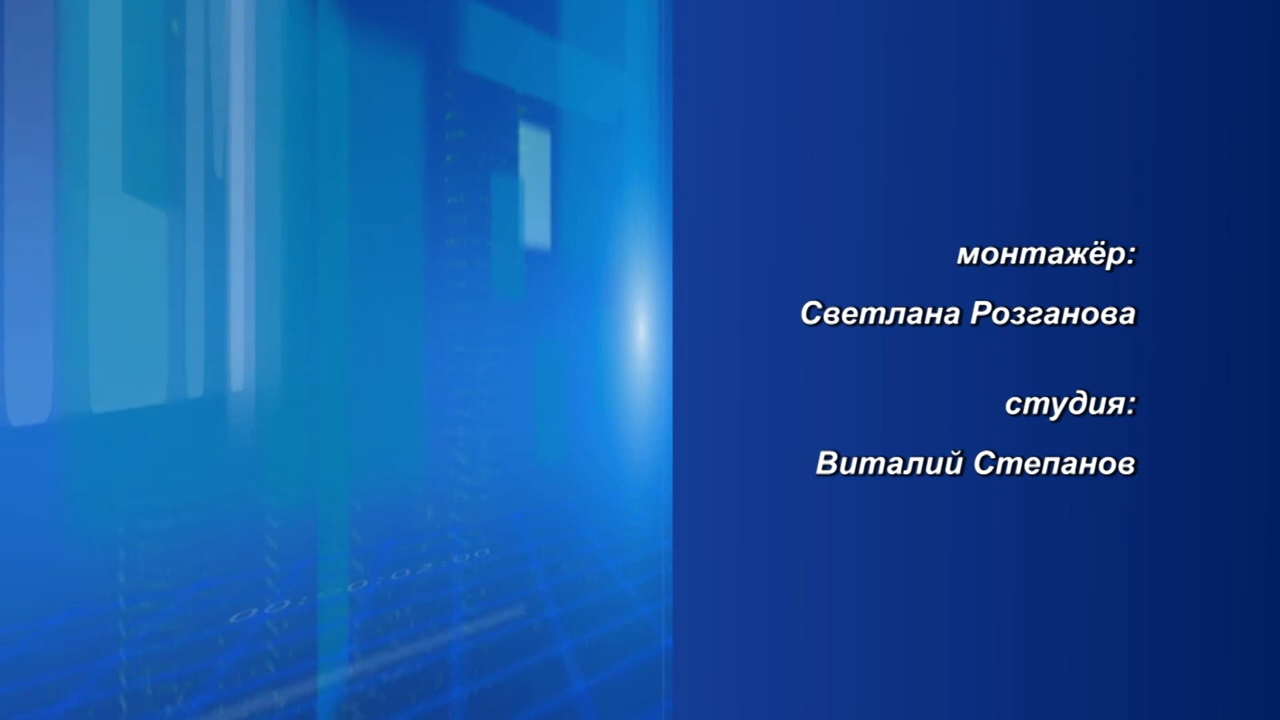 монтажёр:
Светлана Розганова
студия:
Виталий Степанов